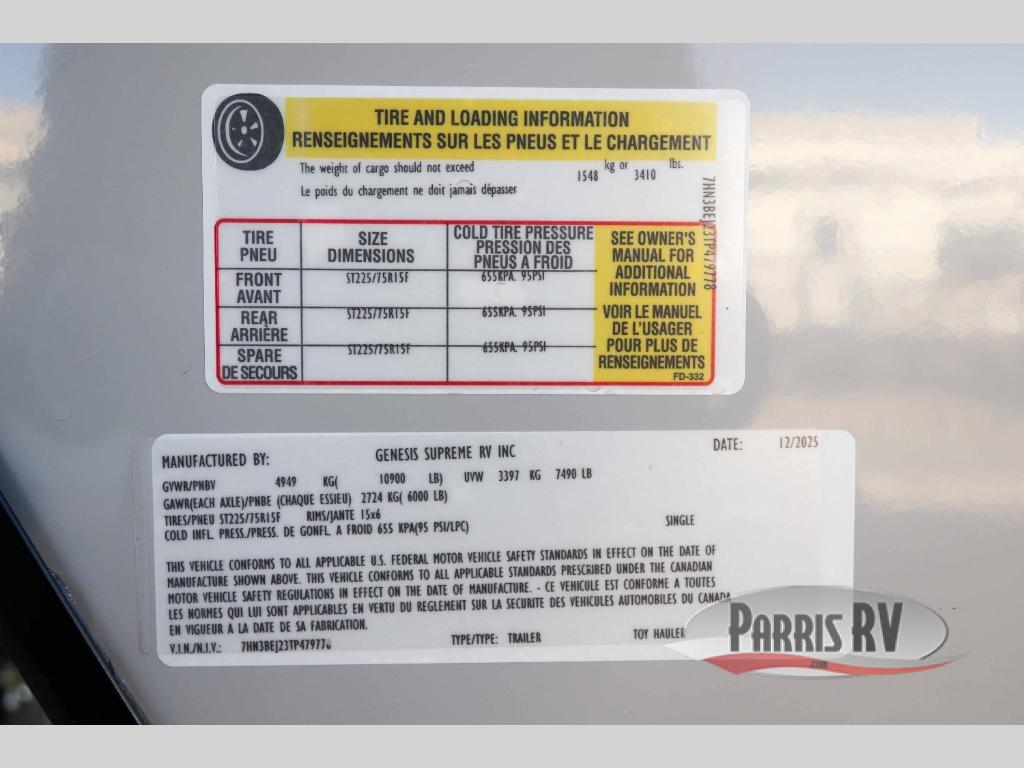 TIRE AND LOADING INFORMATION
RENSEIGNEMENTS SUR LES PNEUS ET LE CHARGEMENT
The weight of cargo should not exceed
Le poids du chargement ne doit jamais dépasser
1548 kg or 3410 lbs.
7HN3BEJ23TP479778
TIRE PNEU
SIZE DIMENSIONS
COLD TIRE PRESSURE PRESSION DES PNEUS A FROID
SEE OWNER'S
MANUAL FOR
ADDITIONAL
INFORMATION
FRONT AVANT ST225/75R15F 655KPA. 95PSI
REAR ARRIÈRE ST225/75R15F 655KPA. 95PSI
SPARE DE SECOURS ST225/75R15F 655KPA. 95PSI
VOIR LE MANUEL
DE L'USAGER
POUR PLUS DE
RENSEIGNEMENTS
FD-332
MANUFACTURED BY: GENESIS SUPREME RV INC DATE: 12/2025
GVWR/PNBV 4949 KG( 10900 LB) UVW 3397 KG 7490 LB
GAWR(EACH AXLE)/PNBE (CHAQUE ESSIEU) 2724 KG( 6000 LB)
TIRES/PNEU ST225/75R15F RIMS/JANTE 15x6 SINGLE
COLD INFL. PRESS./PRESS. DE GONFL. A FROID 655 KPA(95 PSI/LPC)
THIS VEHICLE CONFORMS TO ALL APPLICABLE U.S. FEDERAL MOTOR VEHICLE SAFETY STANDARDS IN EFFECT ON THE DATE OF
MANUFACTURE SHOWN ABOVE. THIS VEHICLE CONFORMS TO ALL APPLICABLE STANDARDS PRESCRIBED UNDER THE CANADIAN
MOTOR VEHICLE SAFETY REGULATIONS IN EFFECT ON THE DATE OF MANUFACTURE. - CE VEHICULE EST CONFORME A TOUTES
LES NORMES QUI LUI SONT APPLICABLES EN VERTU DU REGLEMENT SUR LA SECURITE DES VEHICULES AUTOMOBILES DU CANADA
EN VIGUEUR A LA DATE DE SA FABRICATION.
V.I.N./N.I.V.: 7HN3BEJ23TP479778 TYPE/TYPE: TRAILER TOY HAULER
PARRIS RV
.com